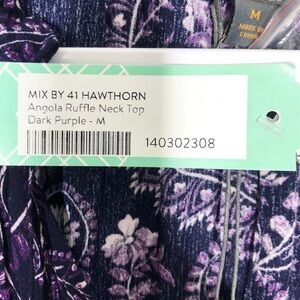 M
MADE IN
CHINA
MIX BY 41 HAWTHORN
Angola Ruffle Neck Top
Dark Purple - M
140302308